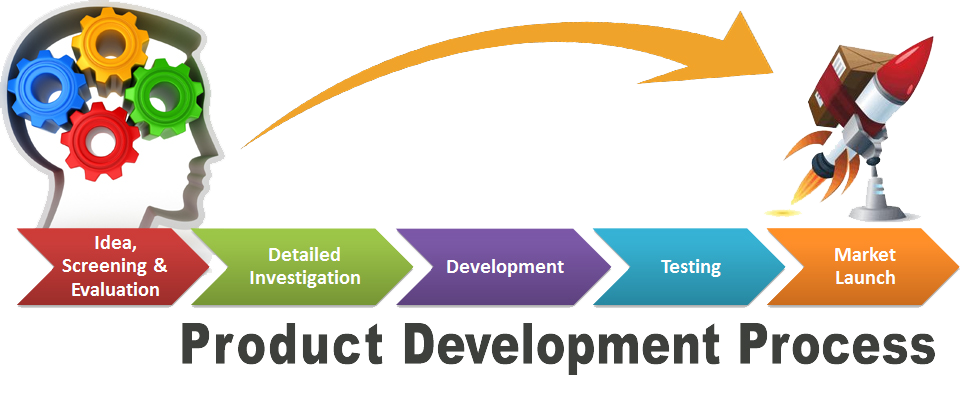 Idea,
Screening &
Evaluation
Detailed
Investigation
Development
Testing
Market
Launch
Product Development Process